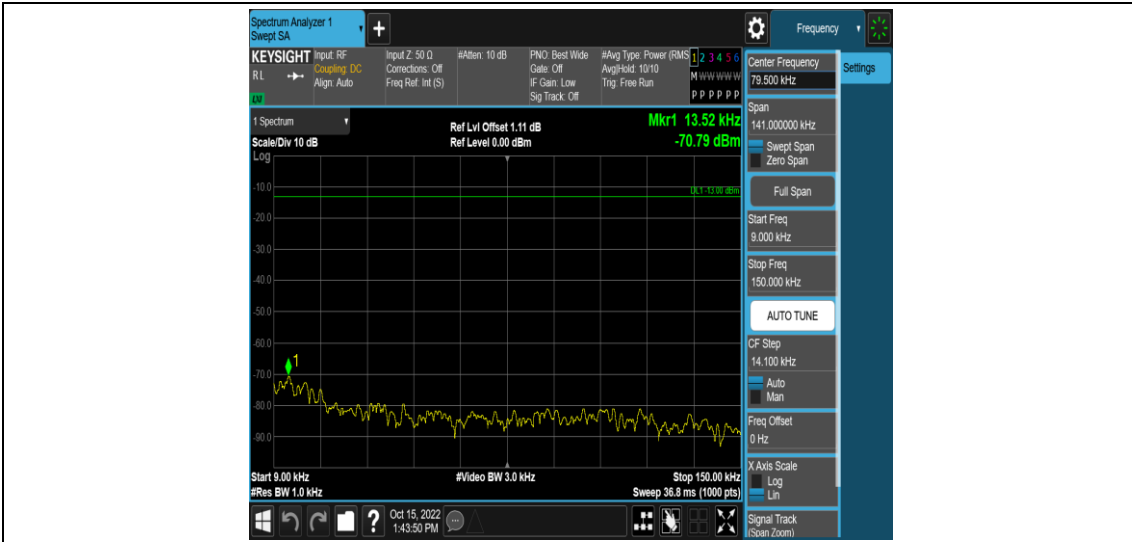 Spectrum Analyzer 1
Swept SA
+
Frequency
KEYSIGHT
R L
LXI
Input: RF
Coupling: DC
Align: Auto
Input Z: 50 Ω
Corrections: Off
Freq Ref: Int (S)
#Atten: 10 dB
PNO: Best Wide
Gate: Off
IF Gain: Low
Sig Track: Off
#Avg Type: Power (RMS
Avg|Hold: 10/10
Trig: Free Run
1 2 3 4 5 6
M W W W W W
P P P P P P
Center Frequency
79.500 kHz
Settings
Span
141.000000 kHz
Swept Span
Zero Span
Full Span
Start Freq
9.000 kHz
Stop Freq
150.000 kHz
AUTO TUNE
CF Step
14.100 kHz
Auto
Man
Freq Offset
0 Hz
X Axis Scale
Log
Lin
Signal Track
(Span Zoom)
1 Spectrum
Scale/Div 10 dB
Log
Ref Lvl Offset 1.11 dB
Ref Level 0.00 dBm
Mkr1 13.52 kHz
-70.79 dBm
DL1 -13.00 dBm
-10.0
-20.0
-30.0
-40.0
-50.0
-60.0
-70.0
-80.0
-90.0
1
Start 9.00 kHz
#Res BW 1.0 kHz
#Video BW 3.0 kHz
Stop 150.00 kHz
Sweep 36.8 ms (1000 pts)
?
Oct 15, 2022
1:43:50 PM